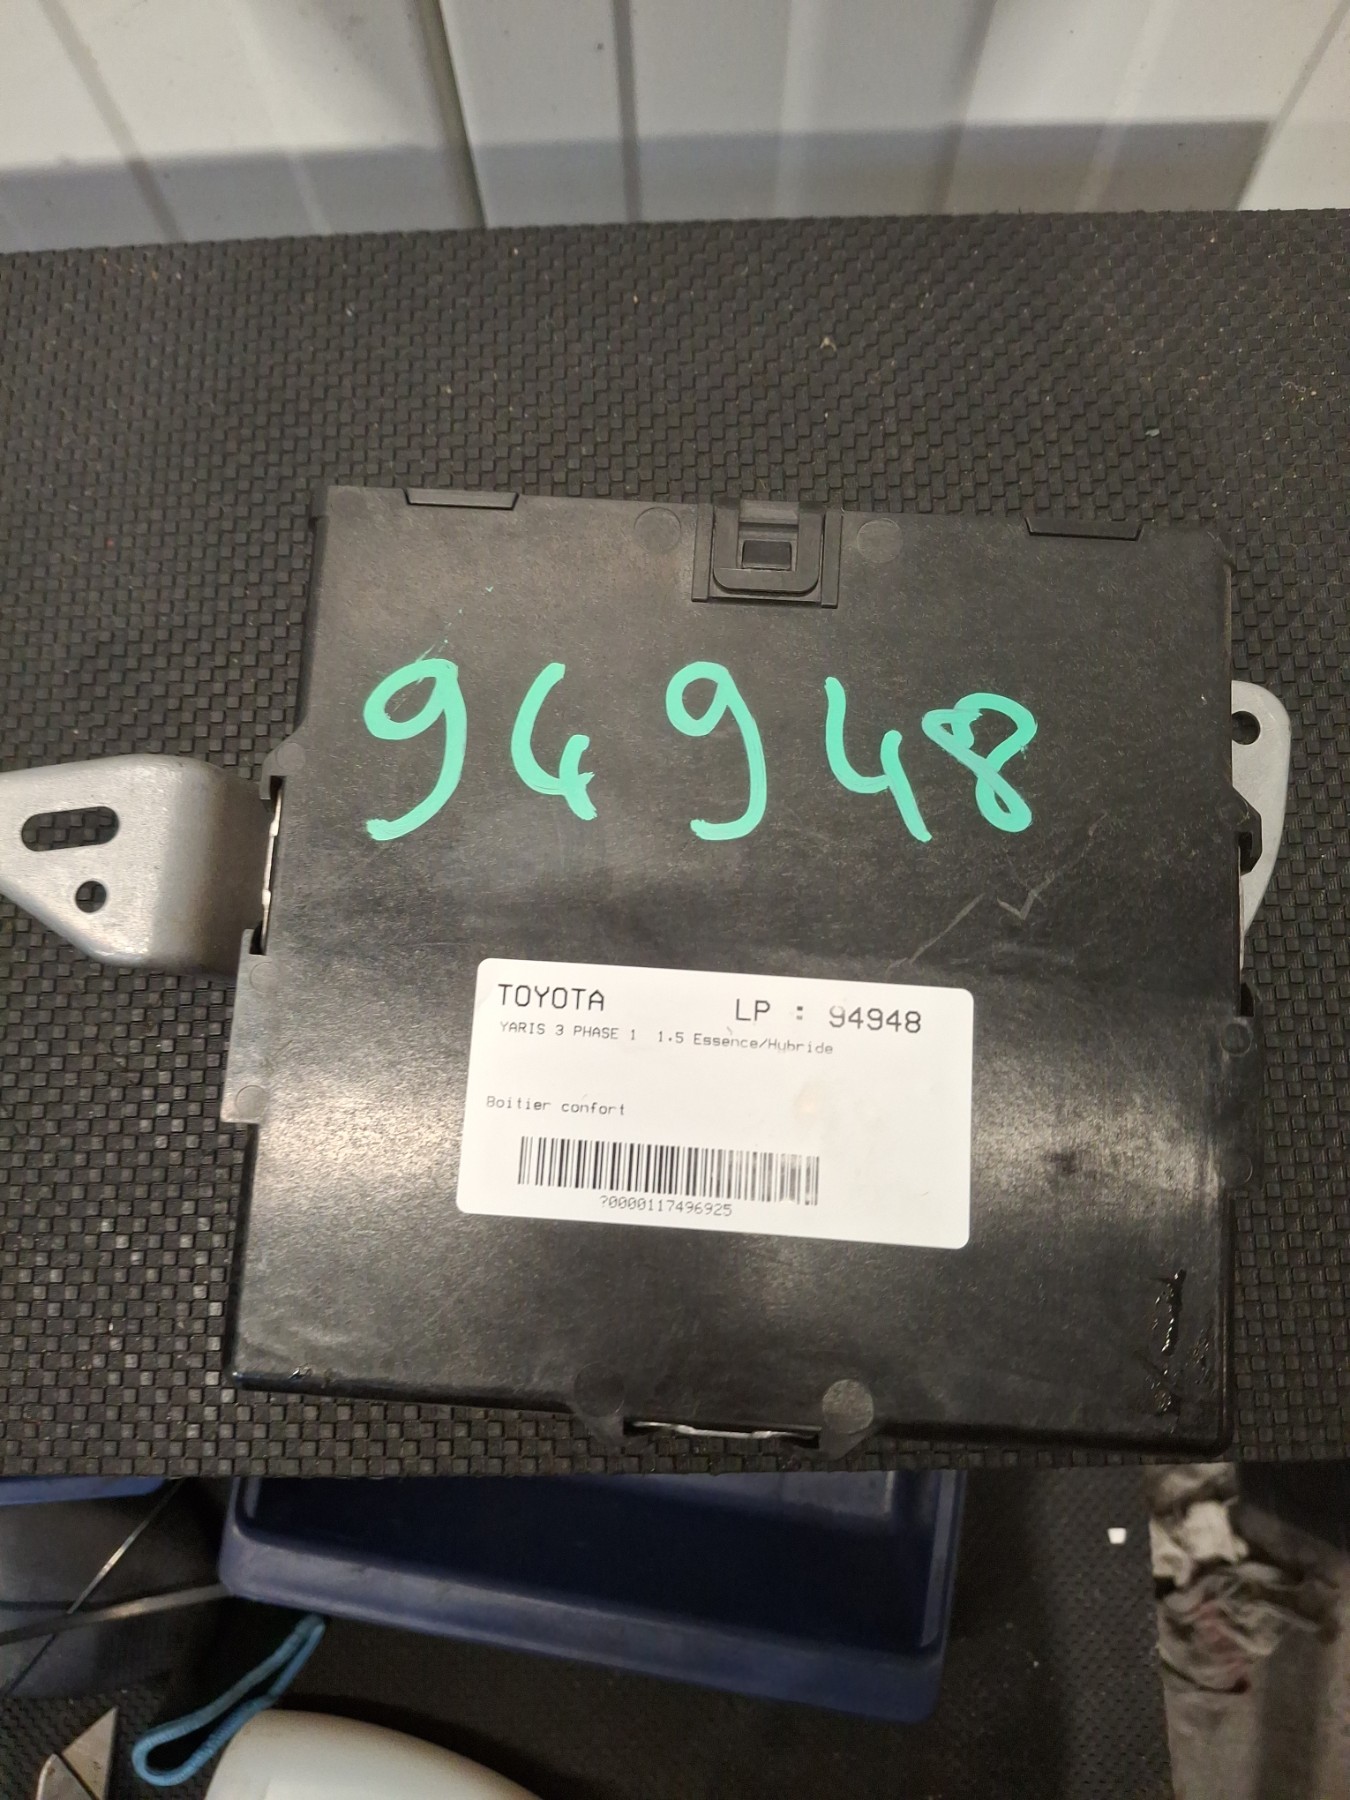 94948
TOYOTA LP : 94948
YARIS 3 PHASE 1 1.5 Essence/Hybride
Boitier confort
?0000117496925